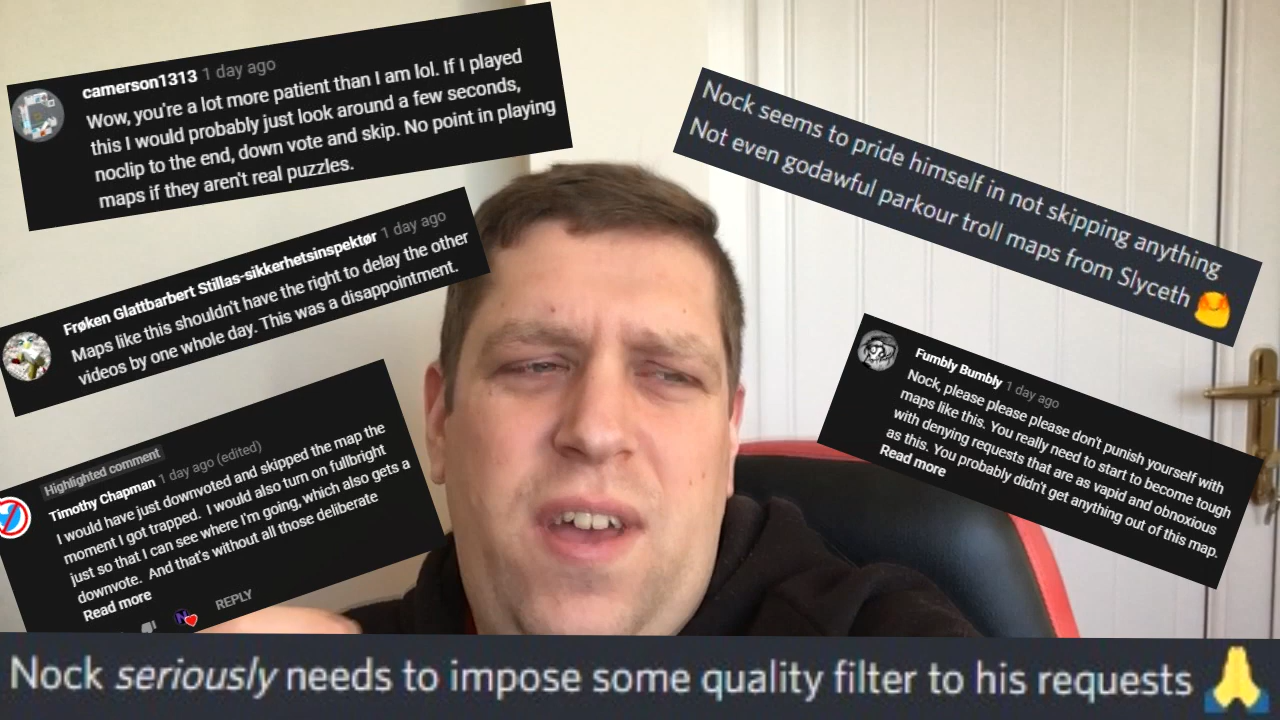 camerson1313 1 day ago
Wow, you're a lot more patient than I am lol. If I played
this I would probably just look around a few seconds,
noclip to the end, down vote and skip. No point in playing
maps if they aren't real puzzles.
Nock seems to pride himself in not skipping anything
Not even godawful parkour troll maps from Slyceth
Frøken Glattbarbert Stillas-sikkerhetsinspektør 1 day ago
Maps like this shouldn't have the right to delay the other
videos by one whole day. This was a disappointment.
Fumbly Bumbly 1 day ago
Nock, please please please don't punish yourself with
maps like this. You really need to start to become tough
with denying requests that are as vapid and obnoxious
as this. You probably didn't get anything out of this map.
Read more
Highlighted comment
Timothy Chapman 1 day ago (edited)
I would have just downvoted and skipped the map the
moment I got trapped. I would also turn on fullbright
just so that I can see where I'm going, which also gets a
downvote. And that's without all those deliberate
Read more
REPLY
Nock seriously needs to impose some quality filter to his requests 🙏